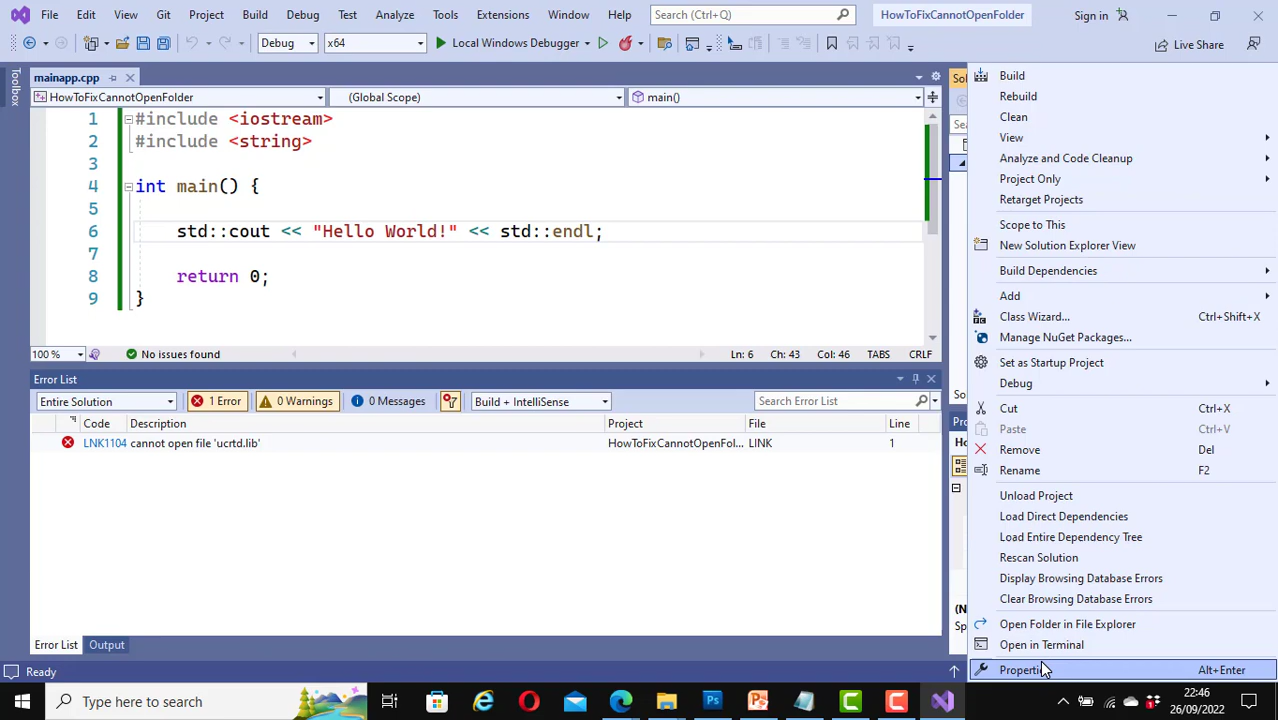 File Edit View Git Project Build Debug Test Analyze Tools Extensions Window Help Search (Ctrl+Q) HowToFixCannotOpenFolder Sign in
Debug x64 Local Windows Debugger Live Share
Toolbox
mainapp.cpp
HowToFixCannotOpenFolder (Global Scope) main()
1 #include <iostream>
2 #include <string>
3
4 int main() {
5
6 std::cout << "Hello World!" << std::endl;
7
8 return 0;
9 }
100 % No issues found Ln: 6 Ch: 43 Col: 46 TABS CRLF
Error List
Entire Solution 1 Error 0 Warnings 0 Messages Build + IntelliSense Search Error List
Code Description Project File Line
LNK1104 cannot open file 'ucrtd.lib' HowToFixCannotOpenFol... LINK 1
Error List Output
Ready
Build
Rebuild
Clean
View
Analyze and Code Cleanup
Project Only
Retarget Projects
Scope to This
New Solution Explorer View
Build Dependencies
Add
Class Wizard... Ctrl+Shift+X
Manage NuGet Packages...
Set as Startup Project
Debug
Cut Ctrl+X
Paste Ctrl+V
Remove Del
Rename F2
Unload Project
Load Direct Dependencies
Load Entire Dependency Tree
Rescan Solution
Display Browsing Database Errors
Clear Browsing Database Errors
Open Folder in File Explorer
Open in Terminal
Properti Alt+Enter
Type here to search
22:46
26/09/2022